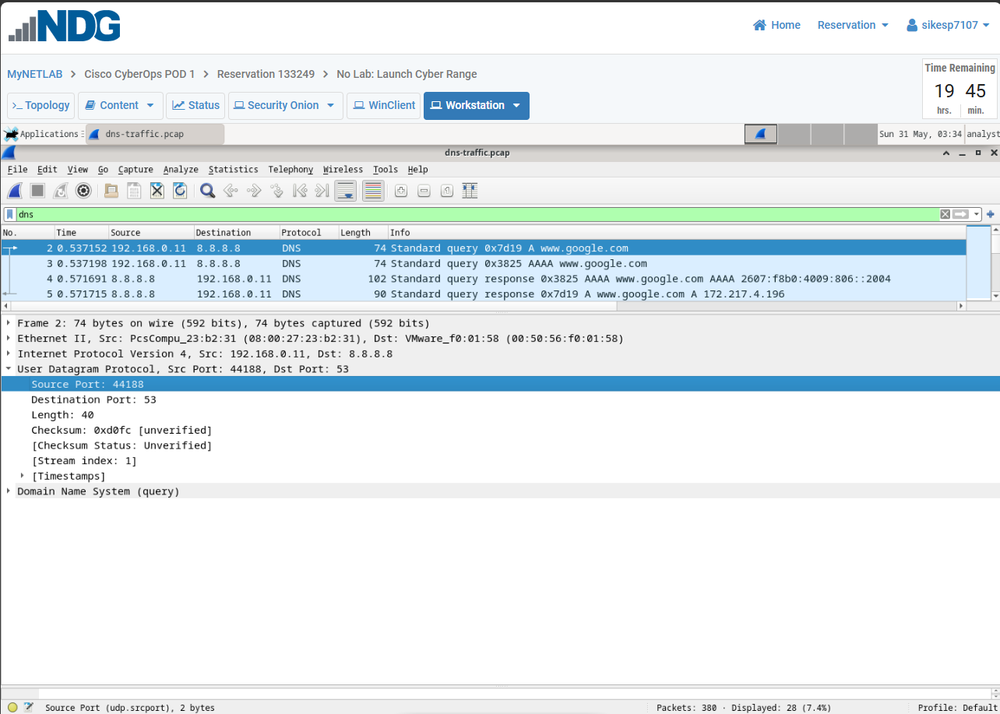 NDG
Home Reservation sikesp7107
MyNETLAB > Cisco CyberOps POD 1 > Reservation 133249 > No Lab: Launch Cyber Range
Time Remaining
19 45
hrs. min.
>_ Topology Content Status Security Onion WinClient Workstation
Applications dns-traffic.pcap Sun 31 May, 03:34 analyst
dns-traffic.pcap
File Edit View Go Capture Analyze Statistics Telephony Wireless Tools Help
dns
No. Time Source Destination Protocol Length Info
2 0.537152 192.168.0.11 8.8.8.8 DNS 74 Standard query 0x7d19 A www.google.com
3 0.537198 192.168.0.11 8.8.8.8 DNS 74 Standard query 0x3825 AAAA www.google.com
4 0.571691 8.8.8.8 192.168.0.11 DNS 102 Standard query response 0x3825 AAAA www.google.com AAAA 2607:f8b0:4009:806::2004
5 0.571715 8.8.8.8 192.168.0.11 DNS 90 Standard query response 0x7d19 A www.google.com A 172.217.4.196
Frame 2: 74 bytes on wire (592 bits), 74 bytes captured (592 bits)
Ethernet II, Src: PcsCompu_23:b2:31 (08:00:27:23:b2:31), Dst: VMware_f0:01:58 (00:50:56:f0:01:58)
Internet Protocol Version 4, Src: 192.168.0.11, Dst: 8.8.8.8
User Datagram Protocol, Src Port: 44188, Dst Port: 53
Source Port: 44188
Destination Port: 53
Length: 40
Checksum: 0xd0fc [unverified]
[Checksum Status: Unverified]
[Stream index: 1]
[Timestamps]
Domain Name System (query)
Source Port (udp.srcport), 2 bytes Packets: 380 · Displayed: 28 (7.4%) Profile: Default